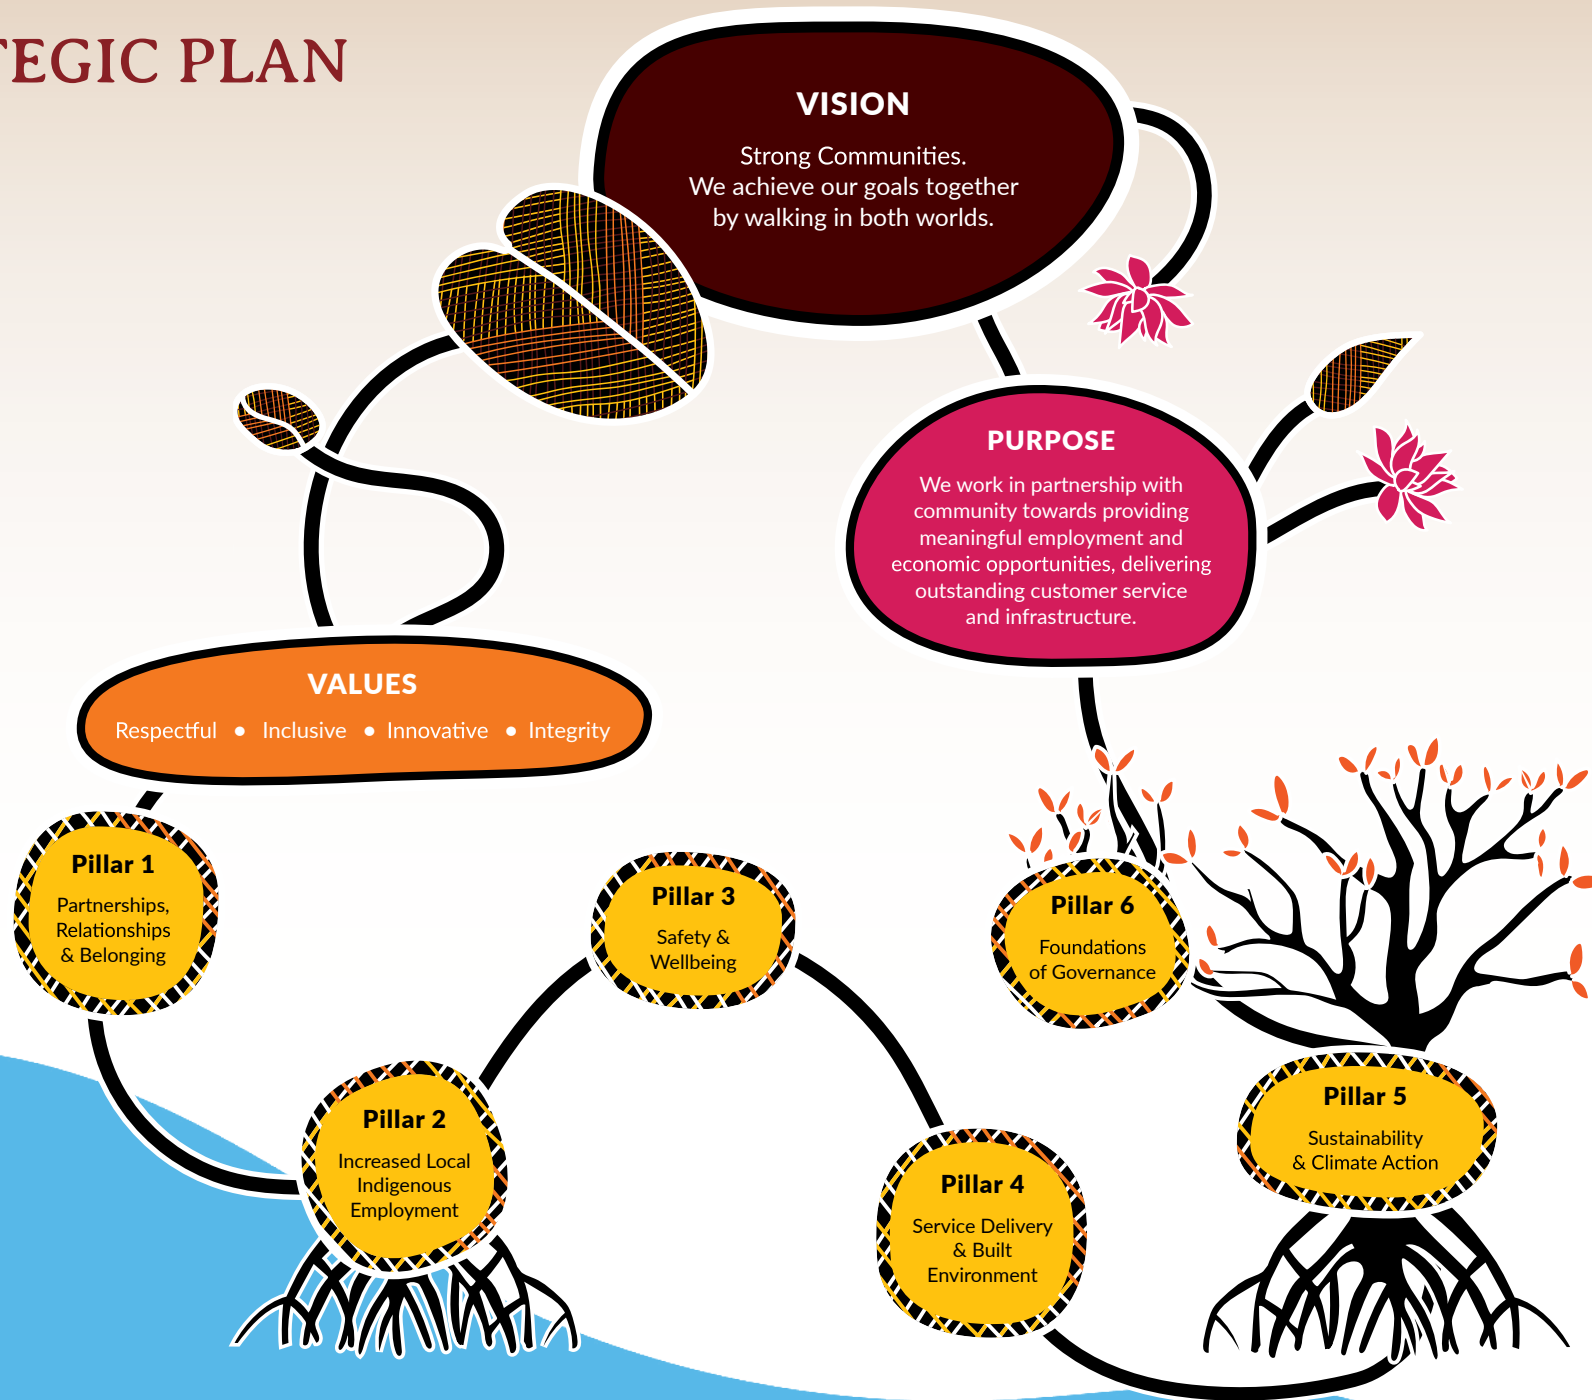 TEGIC PLAN
VISION
Strong Communities.
We achieve our goals together
by walking in both worlds.
PURPOSE
We work in partnership with
community towards providing
meaningful employment and
economic opportunities, delivering
outstanding customer service
and infrastructure.
VALUES
Respectful • Inclusive • Innovative • Integrity
Pillar 1
Partnerships,
Relationships
& Belonging
Pillar 2
Increased Local
Indigenous
Employment
Pillar 3
Safety &
Wellbeing
Pillar 4
Service Delivery
& Built
Environment
Pillar 5
Sustainability
& Climate Action
Pillar 6
Foundations
of Governance